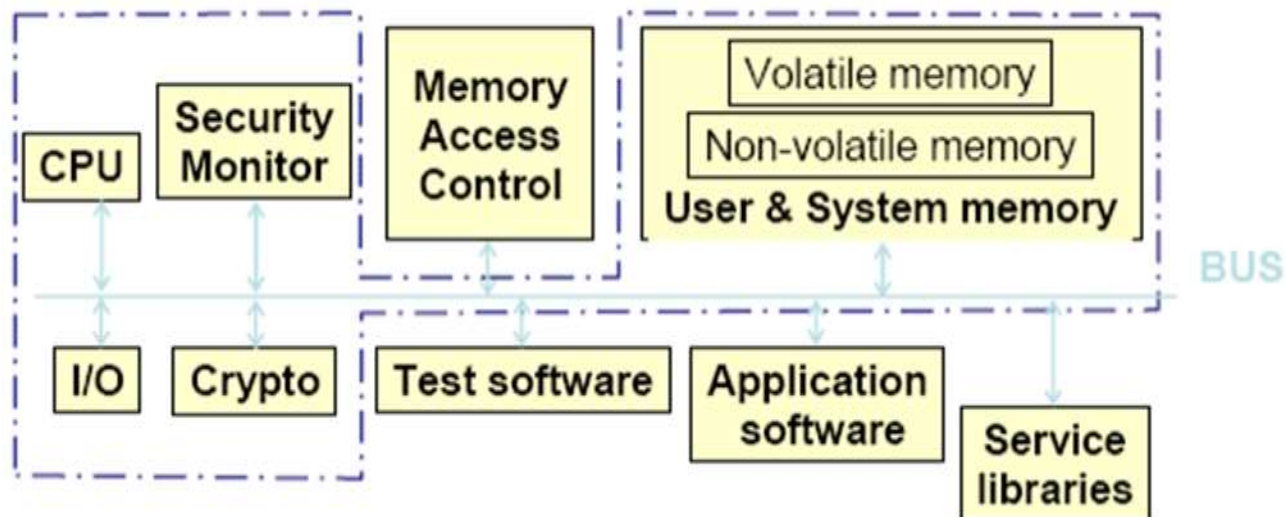 CPU
Security
Monitor
Memory
Access
Control
Volatile memory
Non-volatile memory
User & System memory
BUS
I/O
Crypto
Test software
Application
software
Service
libraries